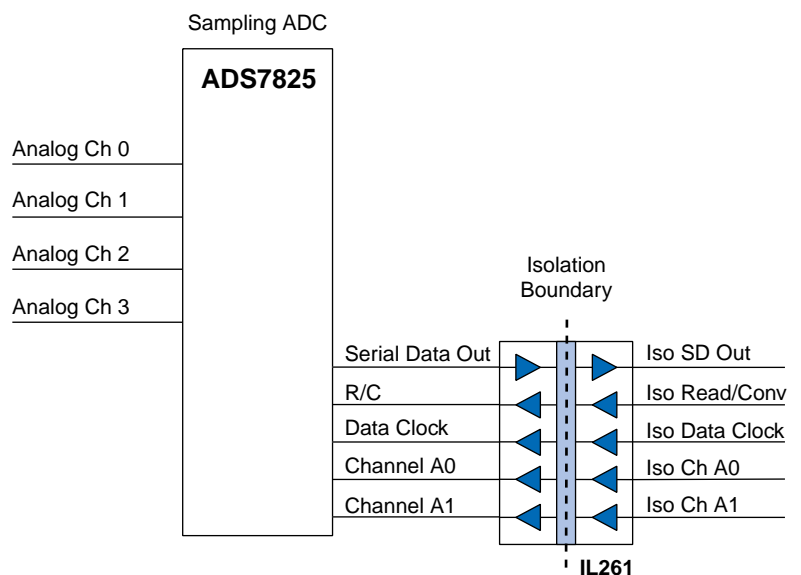 Sampling ADC
ADS7825
Analog Ch 0
Analog Ch 1
Analog Ch 2
Analog Ch 3
Isolation
Boundary
Serial Data Out
Iso SD Out
R/C
Iso Read/Conv
Data Clock
Iso Data Clock
Channel A0
Iso Ch A0
Channel A1
Iso Ch A1
IL261